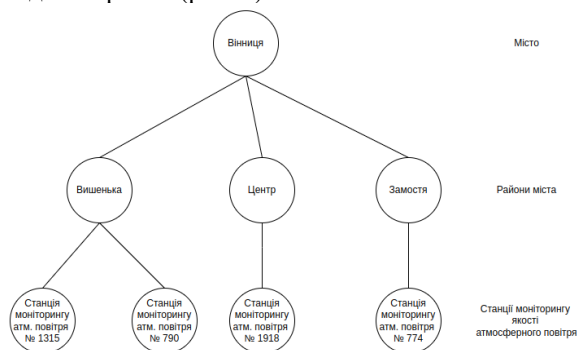 Вінниця
Місто
Вишенька
Центр
Замостя
Райони міста
Станція
моніторингу
атм. повітря
№ 1315
Станція
моніторингу
атм. повітря
№ 790
Станція
моніторингу
атм. повітря
№ 1918
Станція
моніторингу
атм. повітря
№ 774
Станції моніторингу
якості
атмосферного повітря